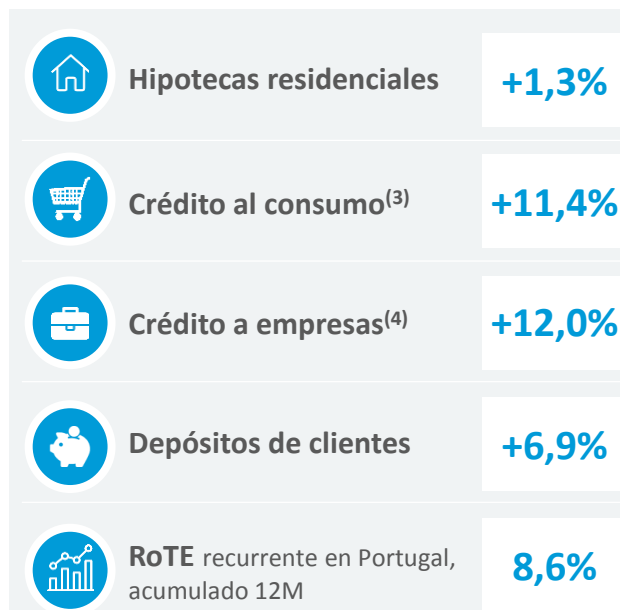 Hipotecas residenciales +1,3%
Crédito al consumo(3) +11,4%
Crédito a empresas(4) +12,0%
Depósitos de clientes +6,9%
RoTE recurrente en Portugal,
acumulado 12M 8,6%